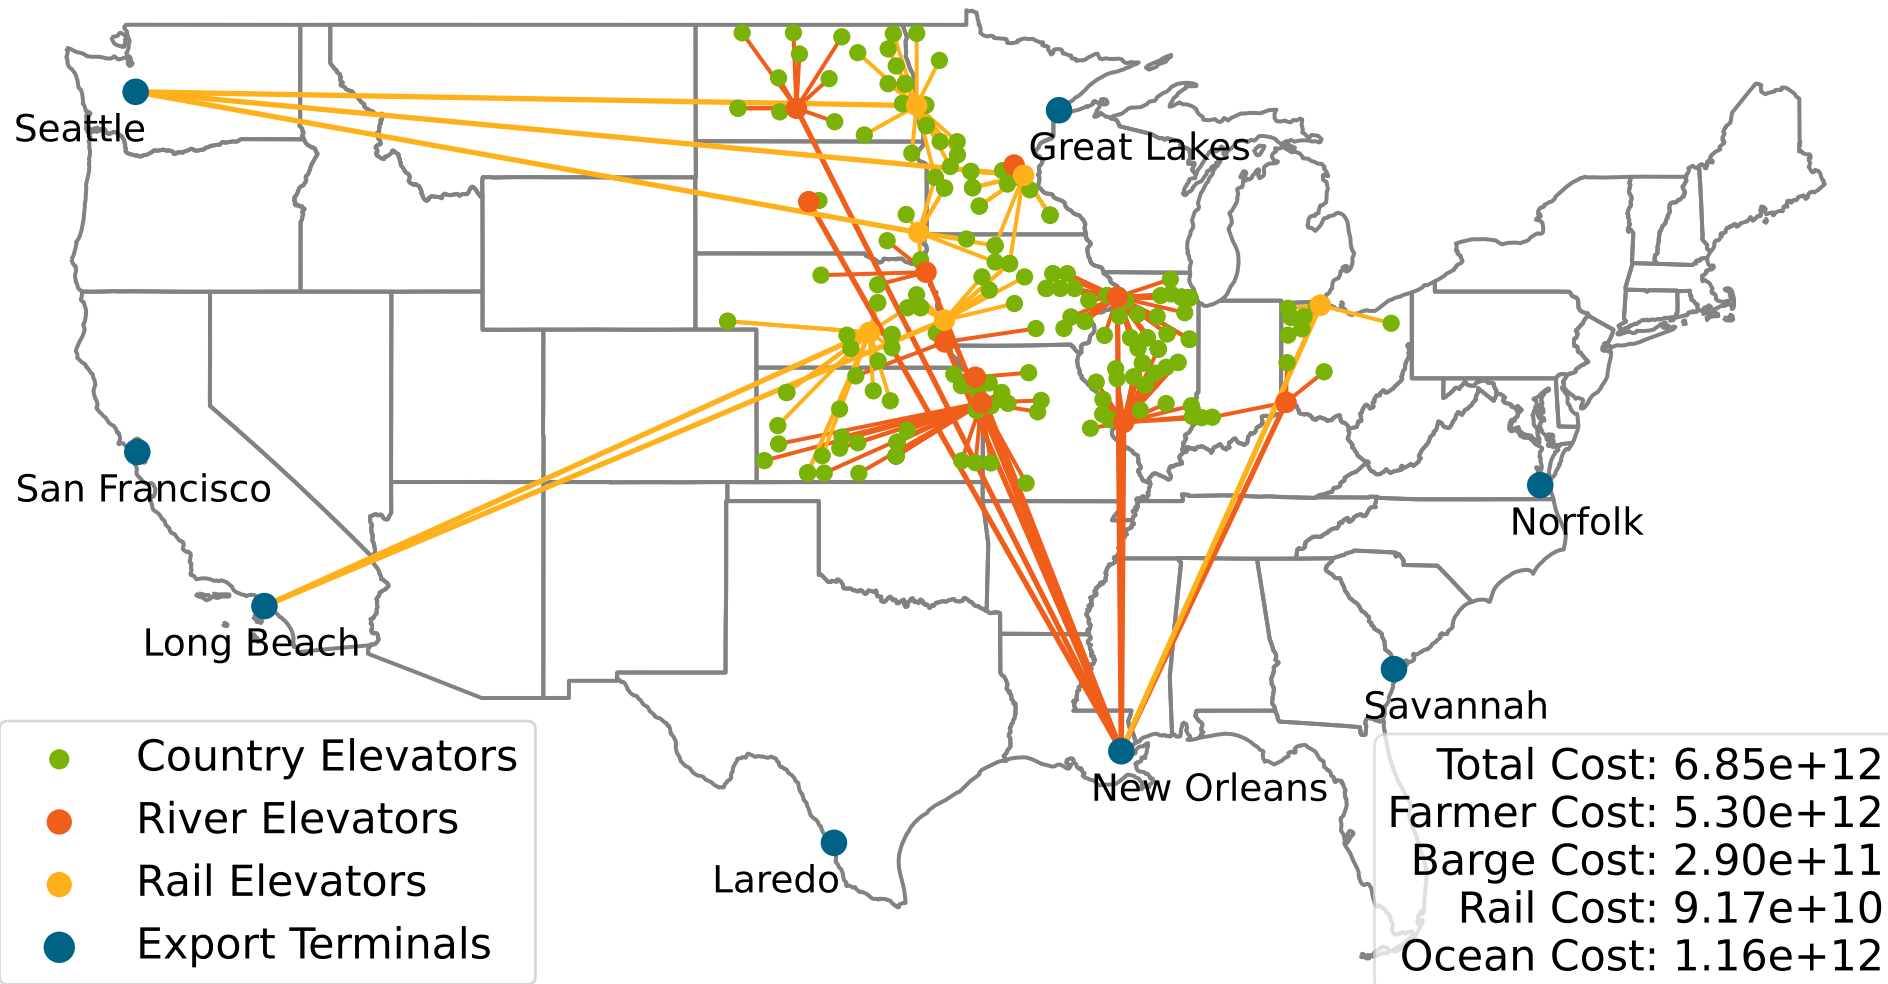 Seattle
Great Lakes
San Francisco
Norfolk
Long Beach
Savannah
New Orleans
Laredo
Country Elevators
River Elevators
Rail Elevators
Export Terminals
Total Cost: 6.85e+12
Farmer Cost: 5.30e+12
Barge Cost: 2.90e+11
Rail Cost: 9.17e+10
Ocean Cost: 1.16e+12